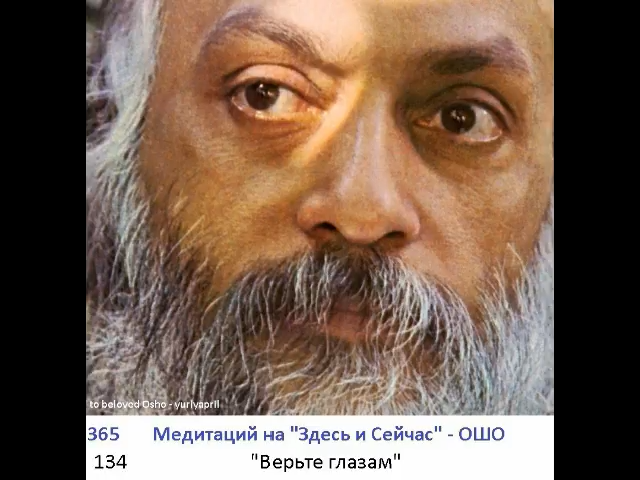 to beloved Osho - yuriyapril
365 Медитаций на "Здесь и Сейчас" - ОШО
134 "Верьте глазам"